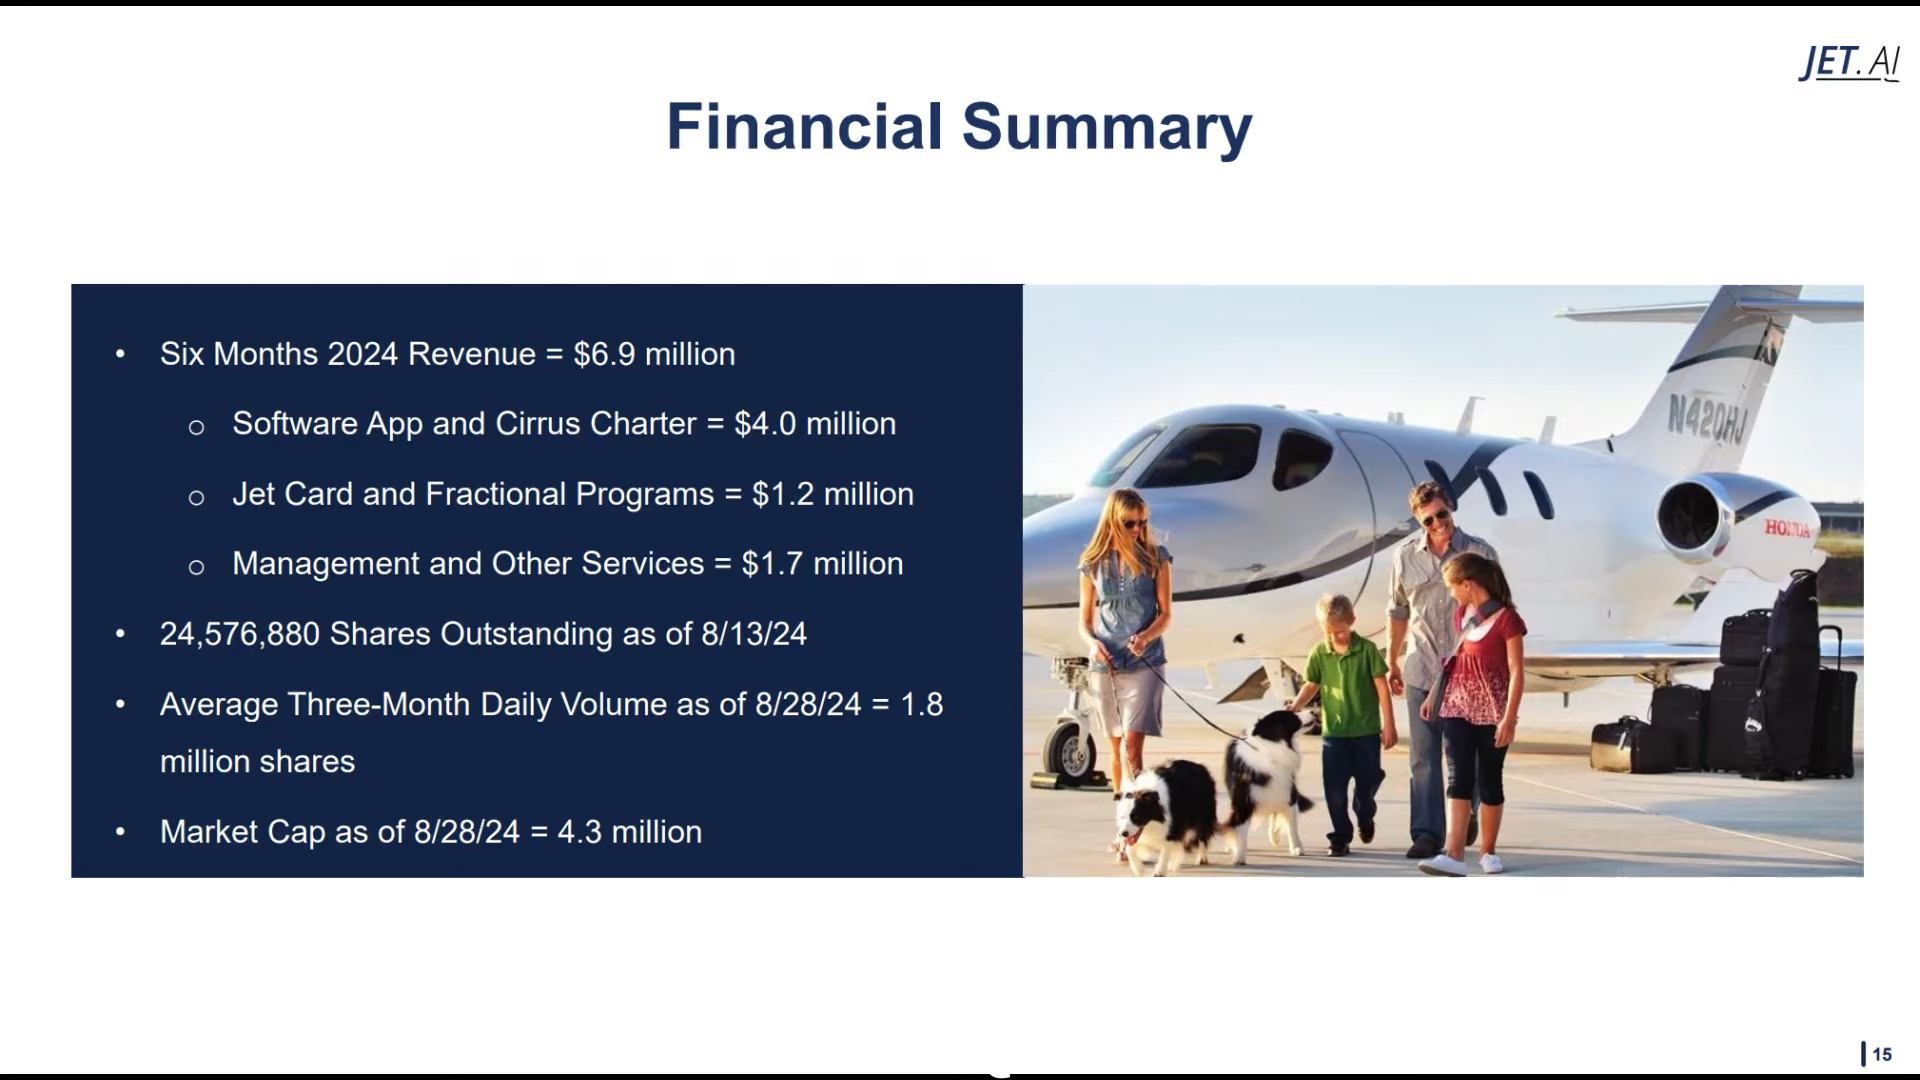 JET.AI
Financial Summary
• Six Months 2024 Revenue = $6.9 million
o Software App and Cirrus Charter = $4.0 million
o Jet Card and Fractional Programs = $1.2 million
o Management and Other Services = $1.7 million
• 24,576,880 Shares Outstanding as of 8/13/24
• Average Three-Month Daily Volume as of 8/28/24 = 1.8
million shares
• Market Cap as of 8/28/24 = 4.3 million
N420HJ
HONDA
15